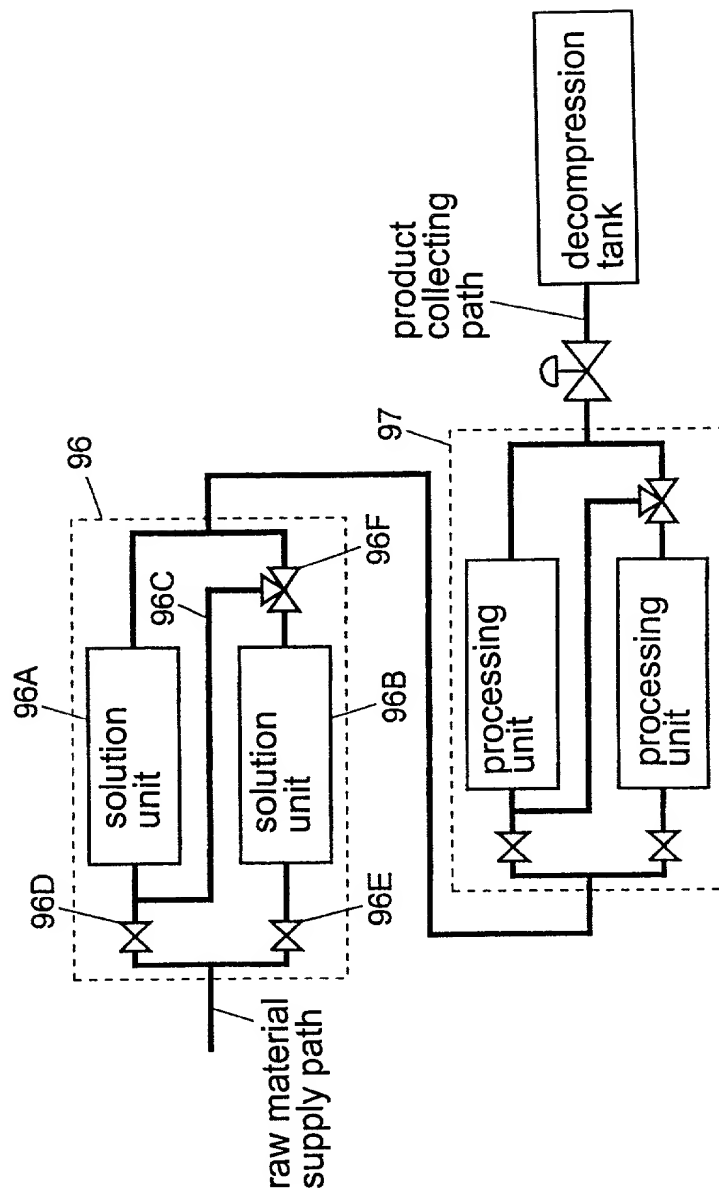 96
96A
solution
unit
96D
96C
96F
solution
unit
96B
96E
raw material
supply path
97
processing
unit
processing
unit
product
collecting
path
decompression
tank